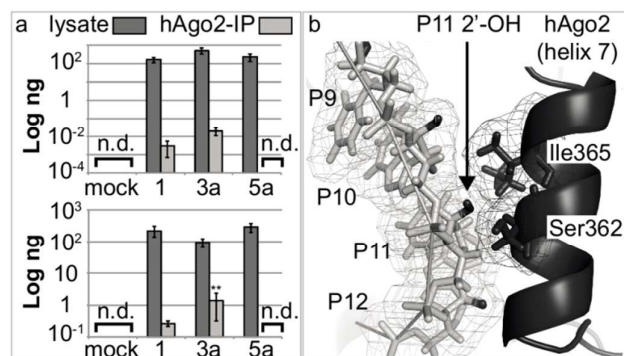 a
lysate hAgo2-IP
Log ng
10²
1
10⁻²
10⁻⁴
n.d.
n.d.
mock 1 3a 5a
Log ng
10³
10²
10
1
10⁻¹
n.d.
**
n.d.
mock 1 3a 5a
b
P11 2’-OH
hAgo2
(helix 7)
P9
P10
P11
P12
Ile365
Ser362